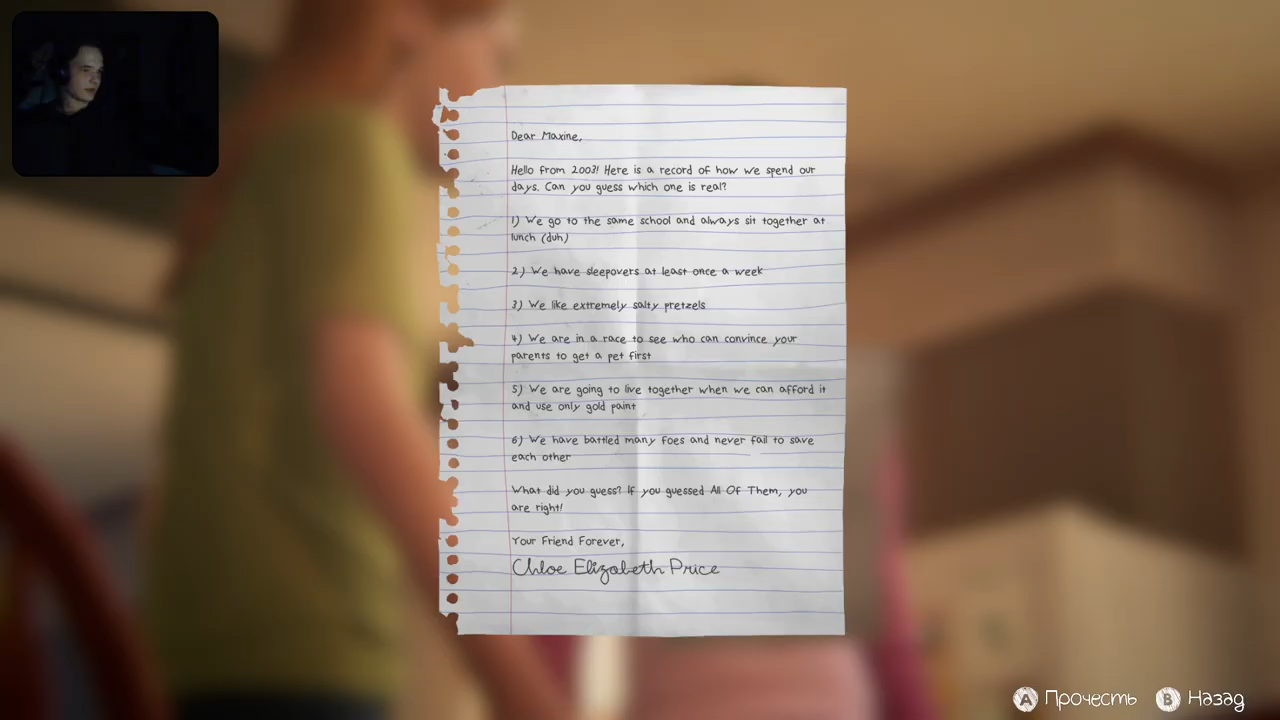 Dear Maxine,
Hello from 2003! Here is a record of how we spend our
days. Can you guess which one is real?
1) We go to the same school and always sit together at
lunch (duh)
2) We have sleepovers at least once a week
3) We like extremely salty pretzels
4) We are in a race to see who can convince your
parents to get a pet first
5) We are going to live together when we can afford it
and use only gold paint
6) We have battled many foes and never fail to save
each other
What did you guess? If you guessed All Of Them, you
are right!
Your Friend Forever,
Chloe Elizabeth Price
A Прочесть B Назад